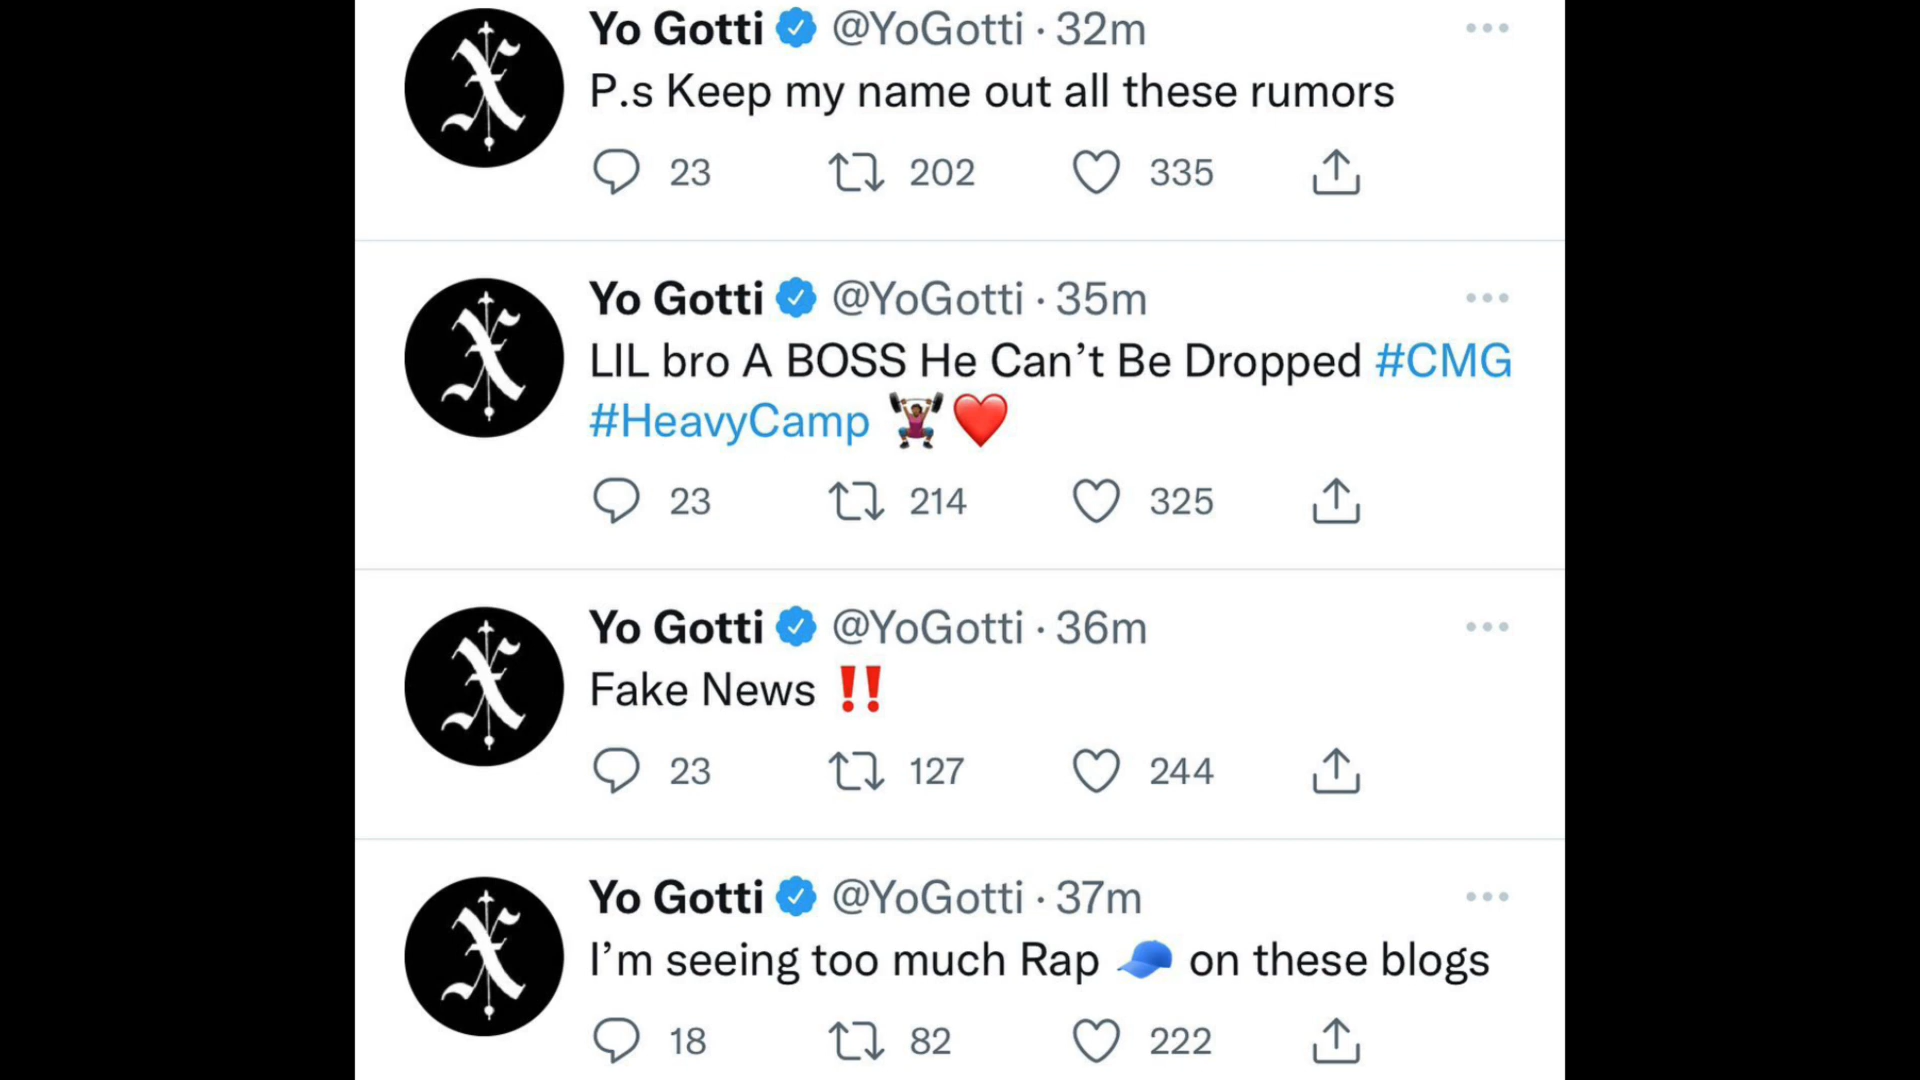 Yo Gotti @YoGotti · 32m
P.s Keep my name out all these rumors
23 202 335
Yo Gotti @YoGotti · 35m
LIL bro A BOSS He Can’t Be Dropped #CMG
#HeavyCamp 🏋🏾‍♀️❤️
23 214 325
Yo Gotti @YoGotti · 36m
Fake News ‼️
23 127 244
Yo Gotti @YoGotti · 37m
I’m seeing too much Rap 🧢 on these blogs
18 82 222